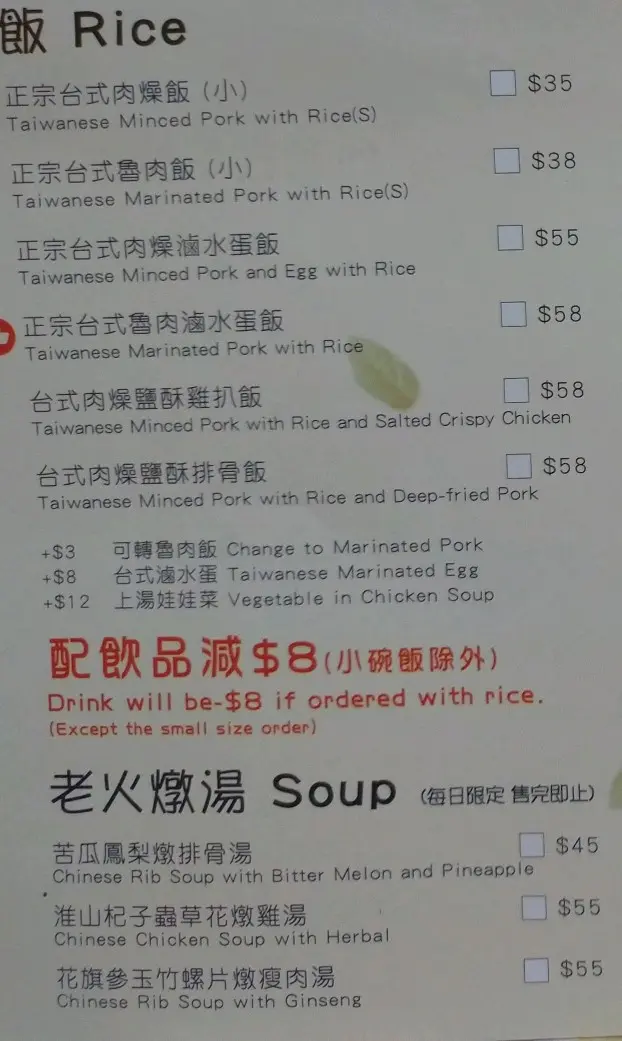 飯 Rice
正宗台式肉燥飯（小） $35
Taiwanese Minced Pork with Rice(S)
正宗台式魯肉飯（小） $38
Taiwanese Marinated Pork with Rice(S)
正宗台式肉燥滷水蛋飯 $55
Taiwanese Minced Pork and Egg with Rice
正宗台式魯肉滷水蛋飯 $58
Taiwanese Marinated Pork with Rice
台式肉燥鹽酥雞扒飯 $58
Taiwanese Minced Pork with Rice and Salted Crispy Chicken
台式肉燥鹽酥排骨飯 $58
Taiwanese Minced Pork with Rice and Deep-fried Pork
+$3 可轉魯肉飯 Change to Marinated Pork
+$8 台式滷水蛋 Taiwanese Marinated Egg
+$12 上湯娃娃菜 Vegetable in Chicken Soup
配飲品減$8(小碗飯除外)
Drink will be-$8 if ordered with rice.
(Except the small size order)
老火燉湯 Soup (每日限定 售完即止)
苦瓜鳳梨燉排骨湯 $45
Chinese Rib Soup with Bitter Melon and Pineapple
淮山杞子蟲草花燉雞湯 $55
Chinese Chicken Soup with Herbal
花旗參玉竹螺片燉瘦肉湯 $55
Chinese Rib Soup with Ginseng